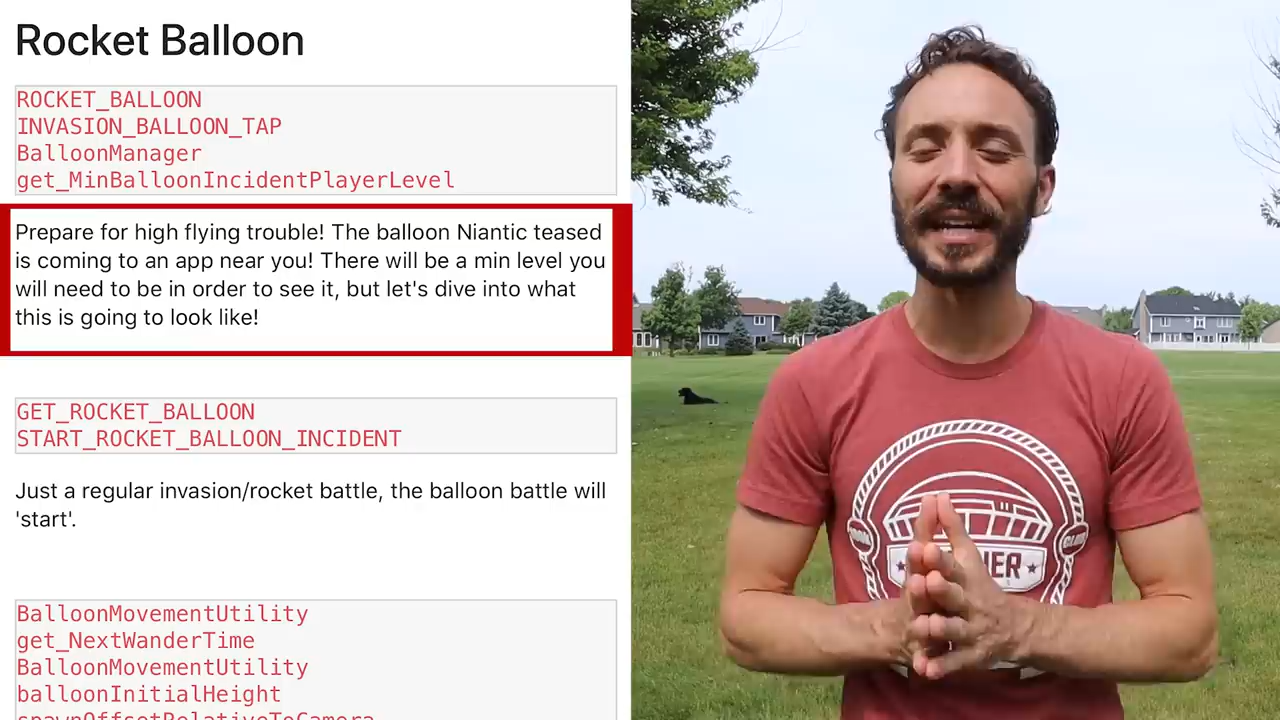 Rocket Balloon
ROCKET_BALLOON
INVASION_BALLOON_TAP
BalloonManager
get_MinBalloonIncidentPlayerLevel
Prepare for high flying trouble! The balloon Niantic teased
is coming to an app near you! There will be a min level you
will need to be in order to see it, but let's dive into what
this is going to look like!
GET_ROCKET_BALLOON
START_ROCKET_BALLOON_INCIDENT
Just a regular invasion/rocket battle, the balloon battle will
'start'.
BalloonMovementUtility
get_NextWanderTime
BalloonMovementUtility
balloonInitialHeight
spawnOffsetRelativeToCamera